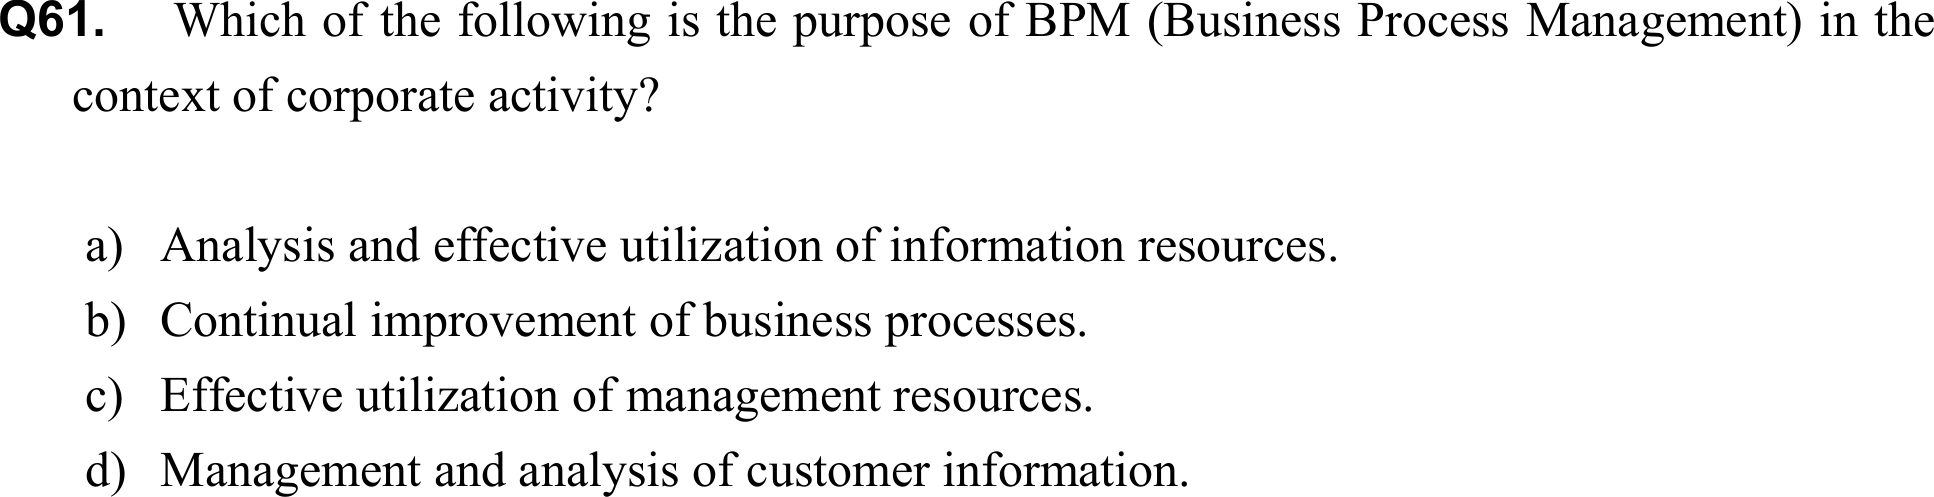 Q61. Which of the following is the purpose of BPM (Business Process Management) in the
context of corporate activity?
a) Analysis and effective utilization of information resources.
b) Continual improvement of business processes.
c) Effective utilization of management resources.
d) Management and analysis of customer information.